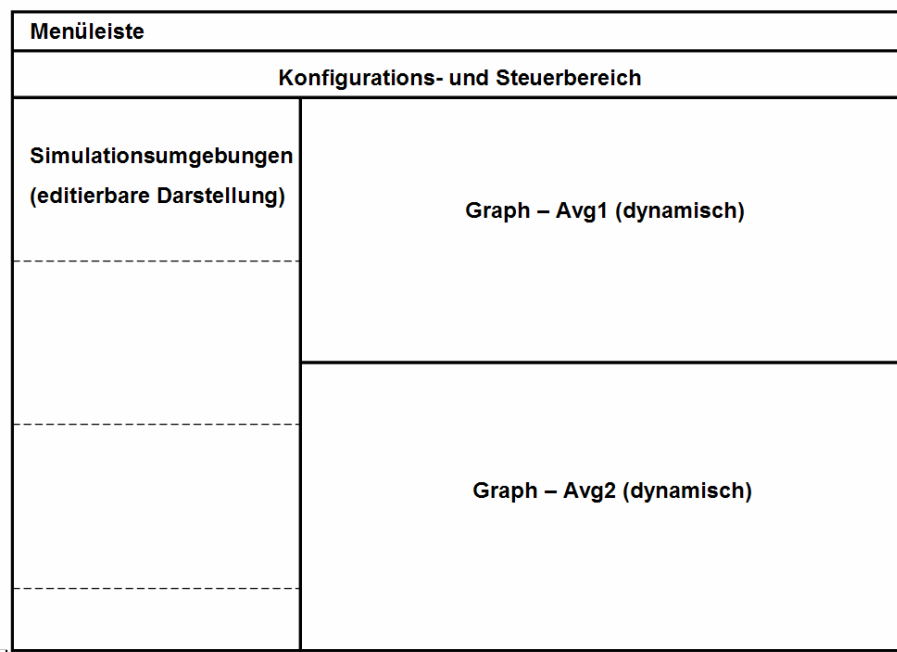 Menüleiste
Konfigurations- und Steuerbereich
Simulationsumgebungen
(editierbare Darstellung)
Graph – Avg1 (dynamisch)
Graph – Avg2 (dynamisch)